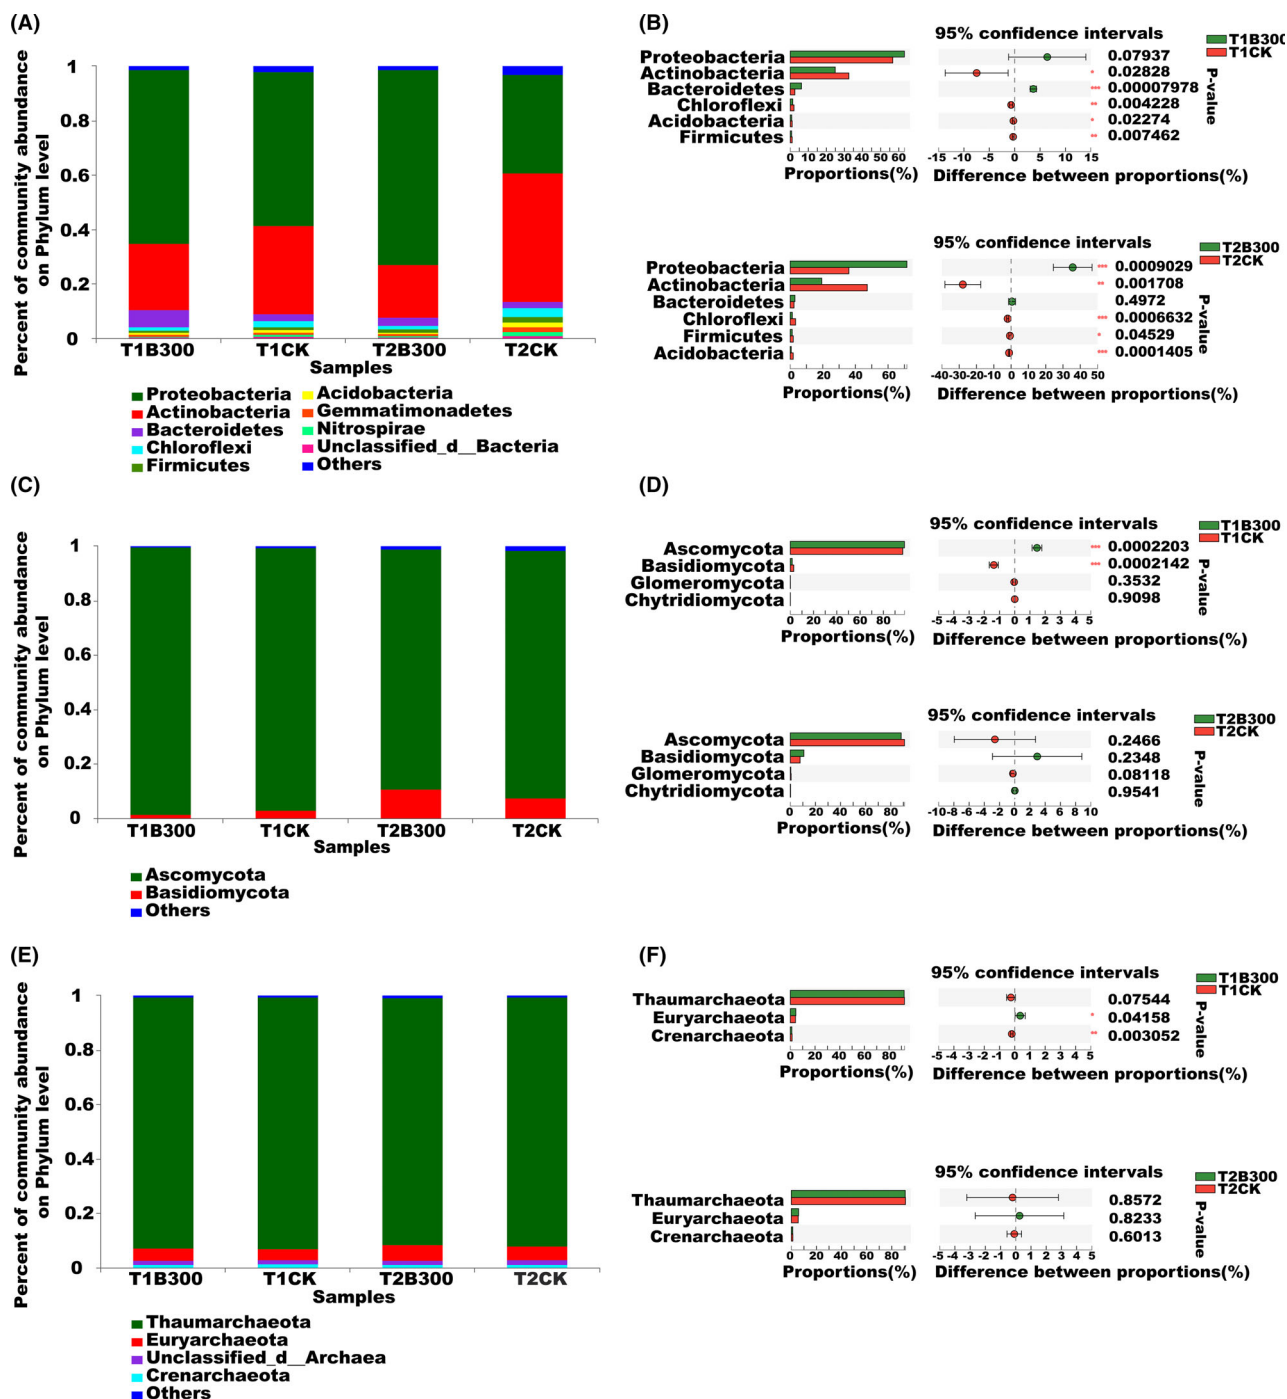 (A)
Percent of community abundance
on Phylum level
1
0.8
0.6
0.4
0.2
0
T1B300 T1CK T2B300 T2CK
Samples
Proteobacteria
Actinobacteria
Bacteroidetes
Chloroflexi
Firmicutes
Acidobacteria
Gemmatimonadetes
Nitrospirae
Unclassified_d__Bacteria
Others
(B)
95% confidence intervals
T1B300
T1CK
Proteobacteria 0.07937
Actinobacteria * 0.02828
Bacteroidetes *** 0.00007978
Chloroflexi ** 0.004228
Acidobacteria * 0.02274
Firmicutes ** 0.007462
P-value
0 10 20 30 40 50 60
Proportions(%)
-15 -10 -5 0 5 10 15
Difference between proportions(%)
95% confidence intervals
T2B300
T2CK
Proteobacteria *** 0.0009029
Actinobacteria ** 0.001708
Bacteroidetes 0.4972
Chloroflexi *** 0.0006632
Firmicutes * 0.04529
Acidobacteria *** 0.0001405
P-value
0 20 40 60
Proportions(%)
-40 -30 -20 -10 0 10 20 30 40 50
Difference between proportions(%)
(C)
Percent of community abundance
on Phylum level
1
0.8
0.6
0.4
0.2
0
T1B300 T1CK T2B300 T2CK
Samples
Ascomycota
Basidiomycota
Others
(D)
95% confidence intervals
T1B300
T1CK
Ascomycota *** 0.0002203
Basidiomycota *** 0.0002142
Glomeromycota 0.3532
Chytridiomycota 0.9098
P-value
0 20 40 60 80
Proportions(%)
-5 -4 -3 -2 -1 0 1 2 3 4 5
Difference between proportions(%)
95% confidence intervals
T2B300
T2CK
Ascomycota 0.2466
Basidiomycota 0.2348
Glomeromycota 0.08118
Chytridiomycota 0.9541
P-value
0 20 40 60 80
Proportions(%)
-10 -8 -6 -4 -2 0 2 4 6 8 10
Difference between proportions(%)
(E)
Percent of community abundance
on Phylum level
1
0.8
0.6
0.4
0.2
0
T1B300 T1CK T2B300 T2CK
Samples
Thaumarchaeota
Euryarchaeota
Unclassified_d__Archaea
Crenarchaeota
Others
(F)
95% confidence intervals
T1B300
T1CK
Thaumarchaeota 0.07544
Euryarchaeota * 0.04158
Crenarchaeota ** 0.003052
P-value
0 20 40 60 80
Proportions(%)
-5 -4 -3 -2 -1 0 1 2 3 4 5
Difference between proportions(%)
95% confidence intervals
T2B300
T2CK
Thaumarchaeota 0.8572
Euryarchaeota 0.8233
Crenarchaeota 0.6013
P-value
0 20 40 60 80
Proportions(%)
-5 -4 -3 -2 -1 0 1 2 3 4 5
Difference between proportions(%)